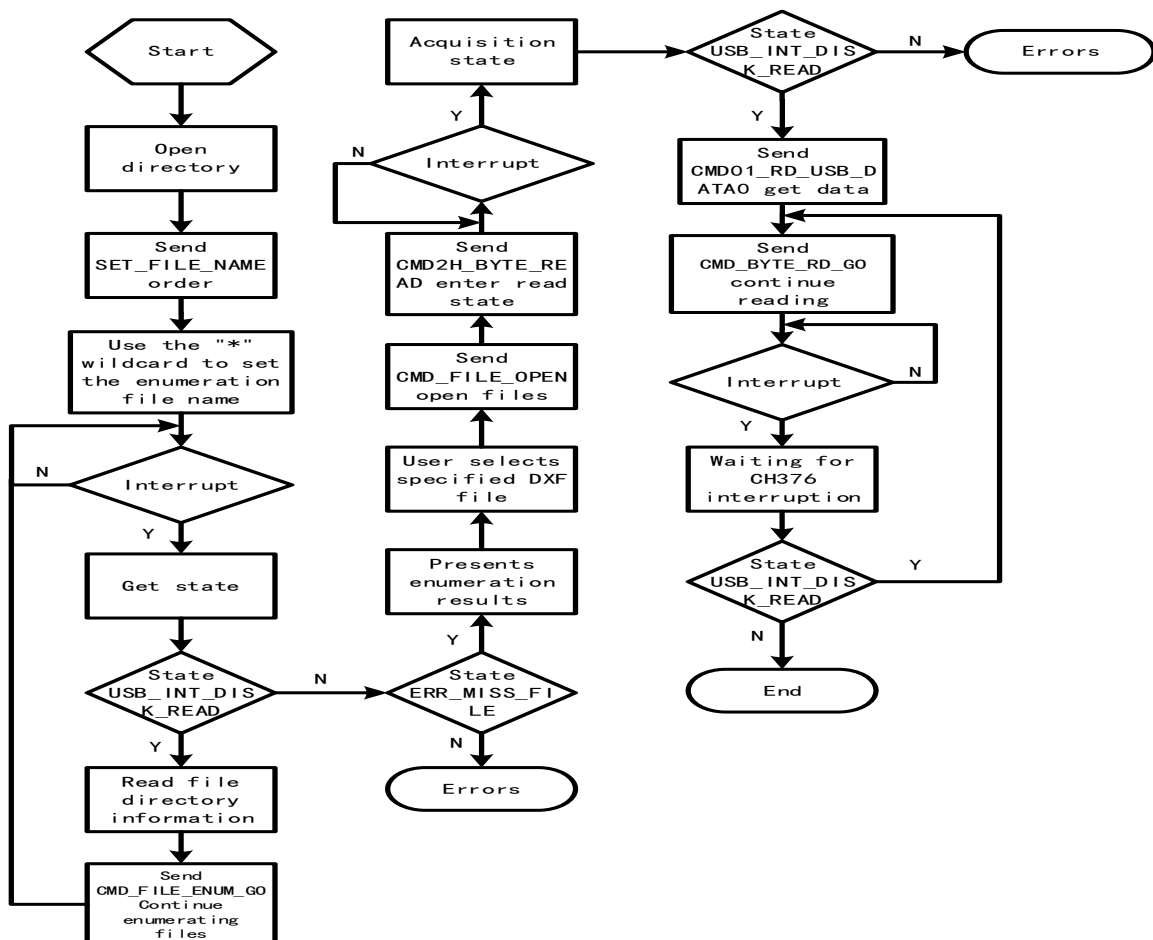 Start
Open
directory
Send
SET_FILE_NAME
order
Use the "*"
wildcard to set
the enumeration
file name
N
Interrupt
Y
Get state
State
USB_INT_DIS
K_READ
N
Y
Read file
directory
information
Send
CMD_FILE_ENUM_GO
Continue
enumerating
files
Acquisition
state
Y
N
Interrupt
Send
CMD2H_BYTE_RE
AD enter read
state
Send
CMD_FILE_OPEN
open files
User selects
specified DXF
file
Presents
enumeration
results
Y
State
ERR_MISS_FI
LE
N
Errors
State
USB_INT_DIS
K_READ
N
Errors
Y
Send
CMD01_RD_USB_D
ATA0 get data
Send
CMD_BYTE_RD_GO
continue
reading
Interrupt
N
Y
Waiting for
CH376
interruption
State
USB_INT_DIS
K_READ
Y
N
End